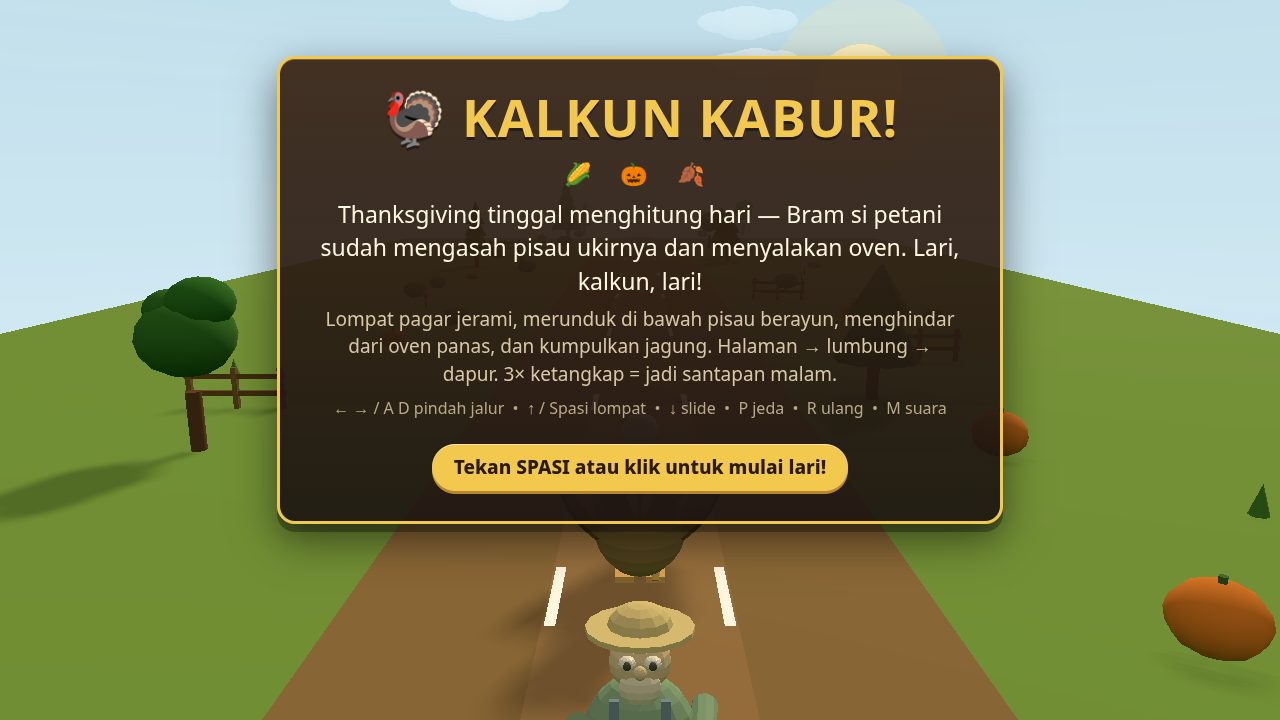 KALKUN KABUR!
Thanksgiving tinggal menghitung hari — Bram si petani
sudah mengasah pisau ukirnya dan menyalakan oven. Lari,
kalkun, lari!
Lompat pagar jerami, merunduk di bawah pisau berayun, menghindar
dari oven panas, dan kumpulkan jagung. Halaman → lumbung →
dapur. 3× ketangkap = jadi santapan malam.
← → / A D pindah jalur • ↑ / Spasi lompat • ↓ slide • P jeda • R ulang • M suara
Tekan SPASI atau klik untuk mulai lari!